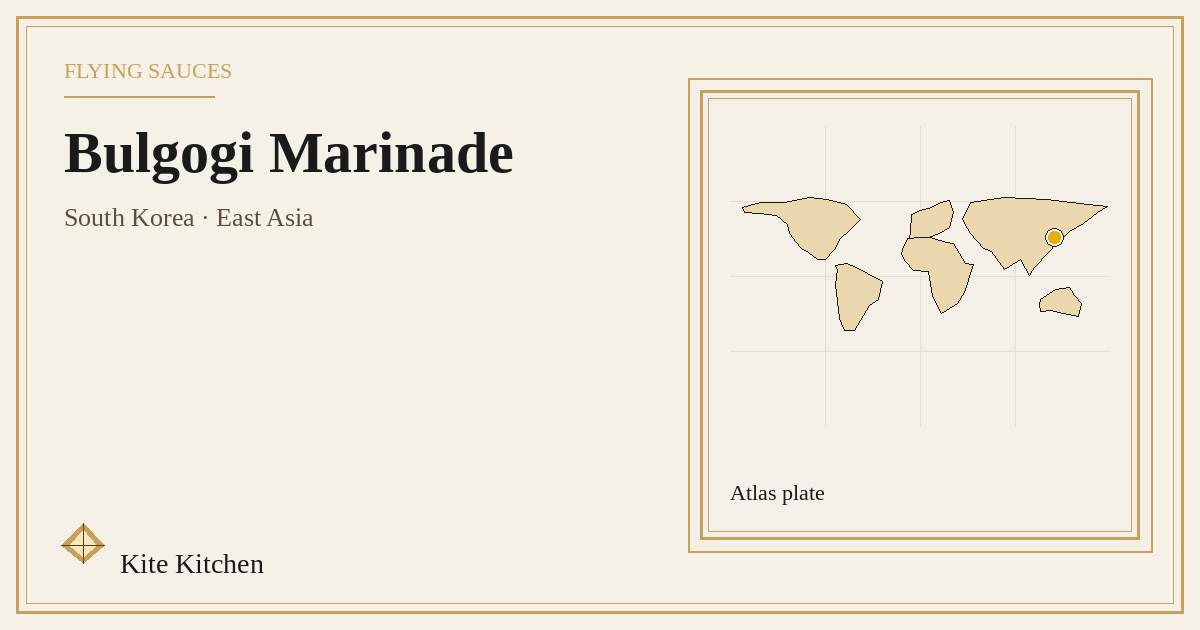 FLYING SAUCES
Bulgogi Marinade
South Korea · East Asia
Atlas plate
Kite Kitchen